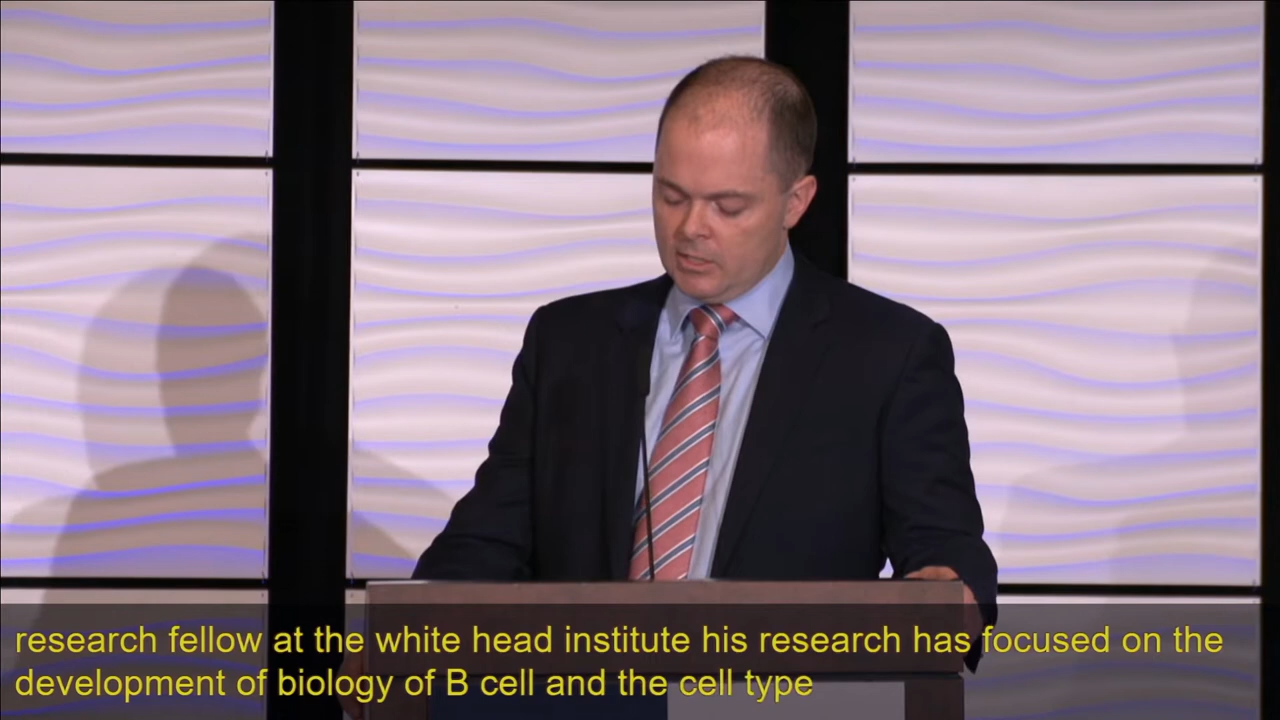 research fellow at the white head institute his research has focused on the
development of biology of B cell and the cell type